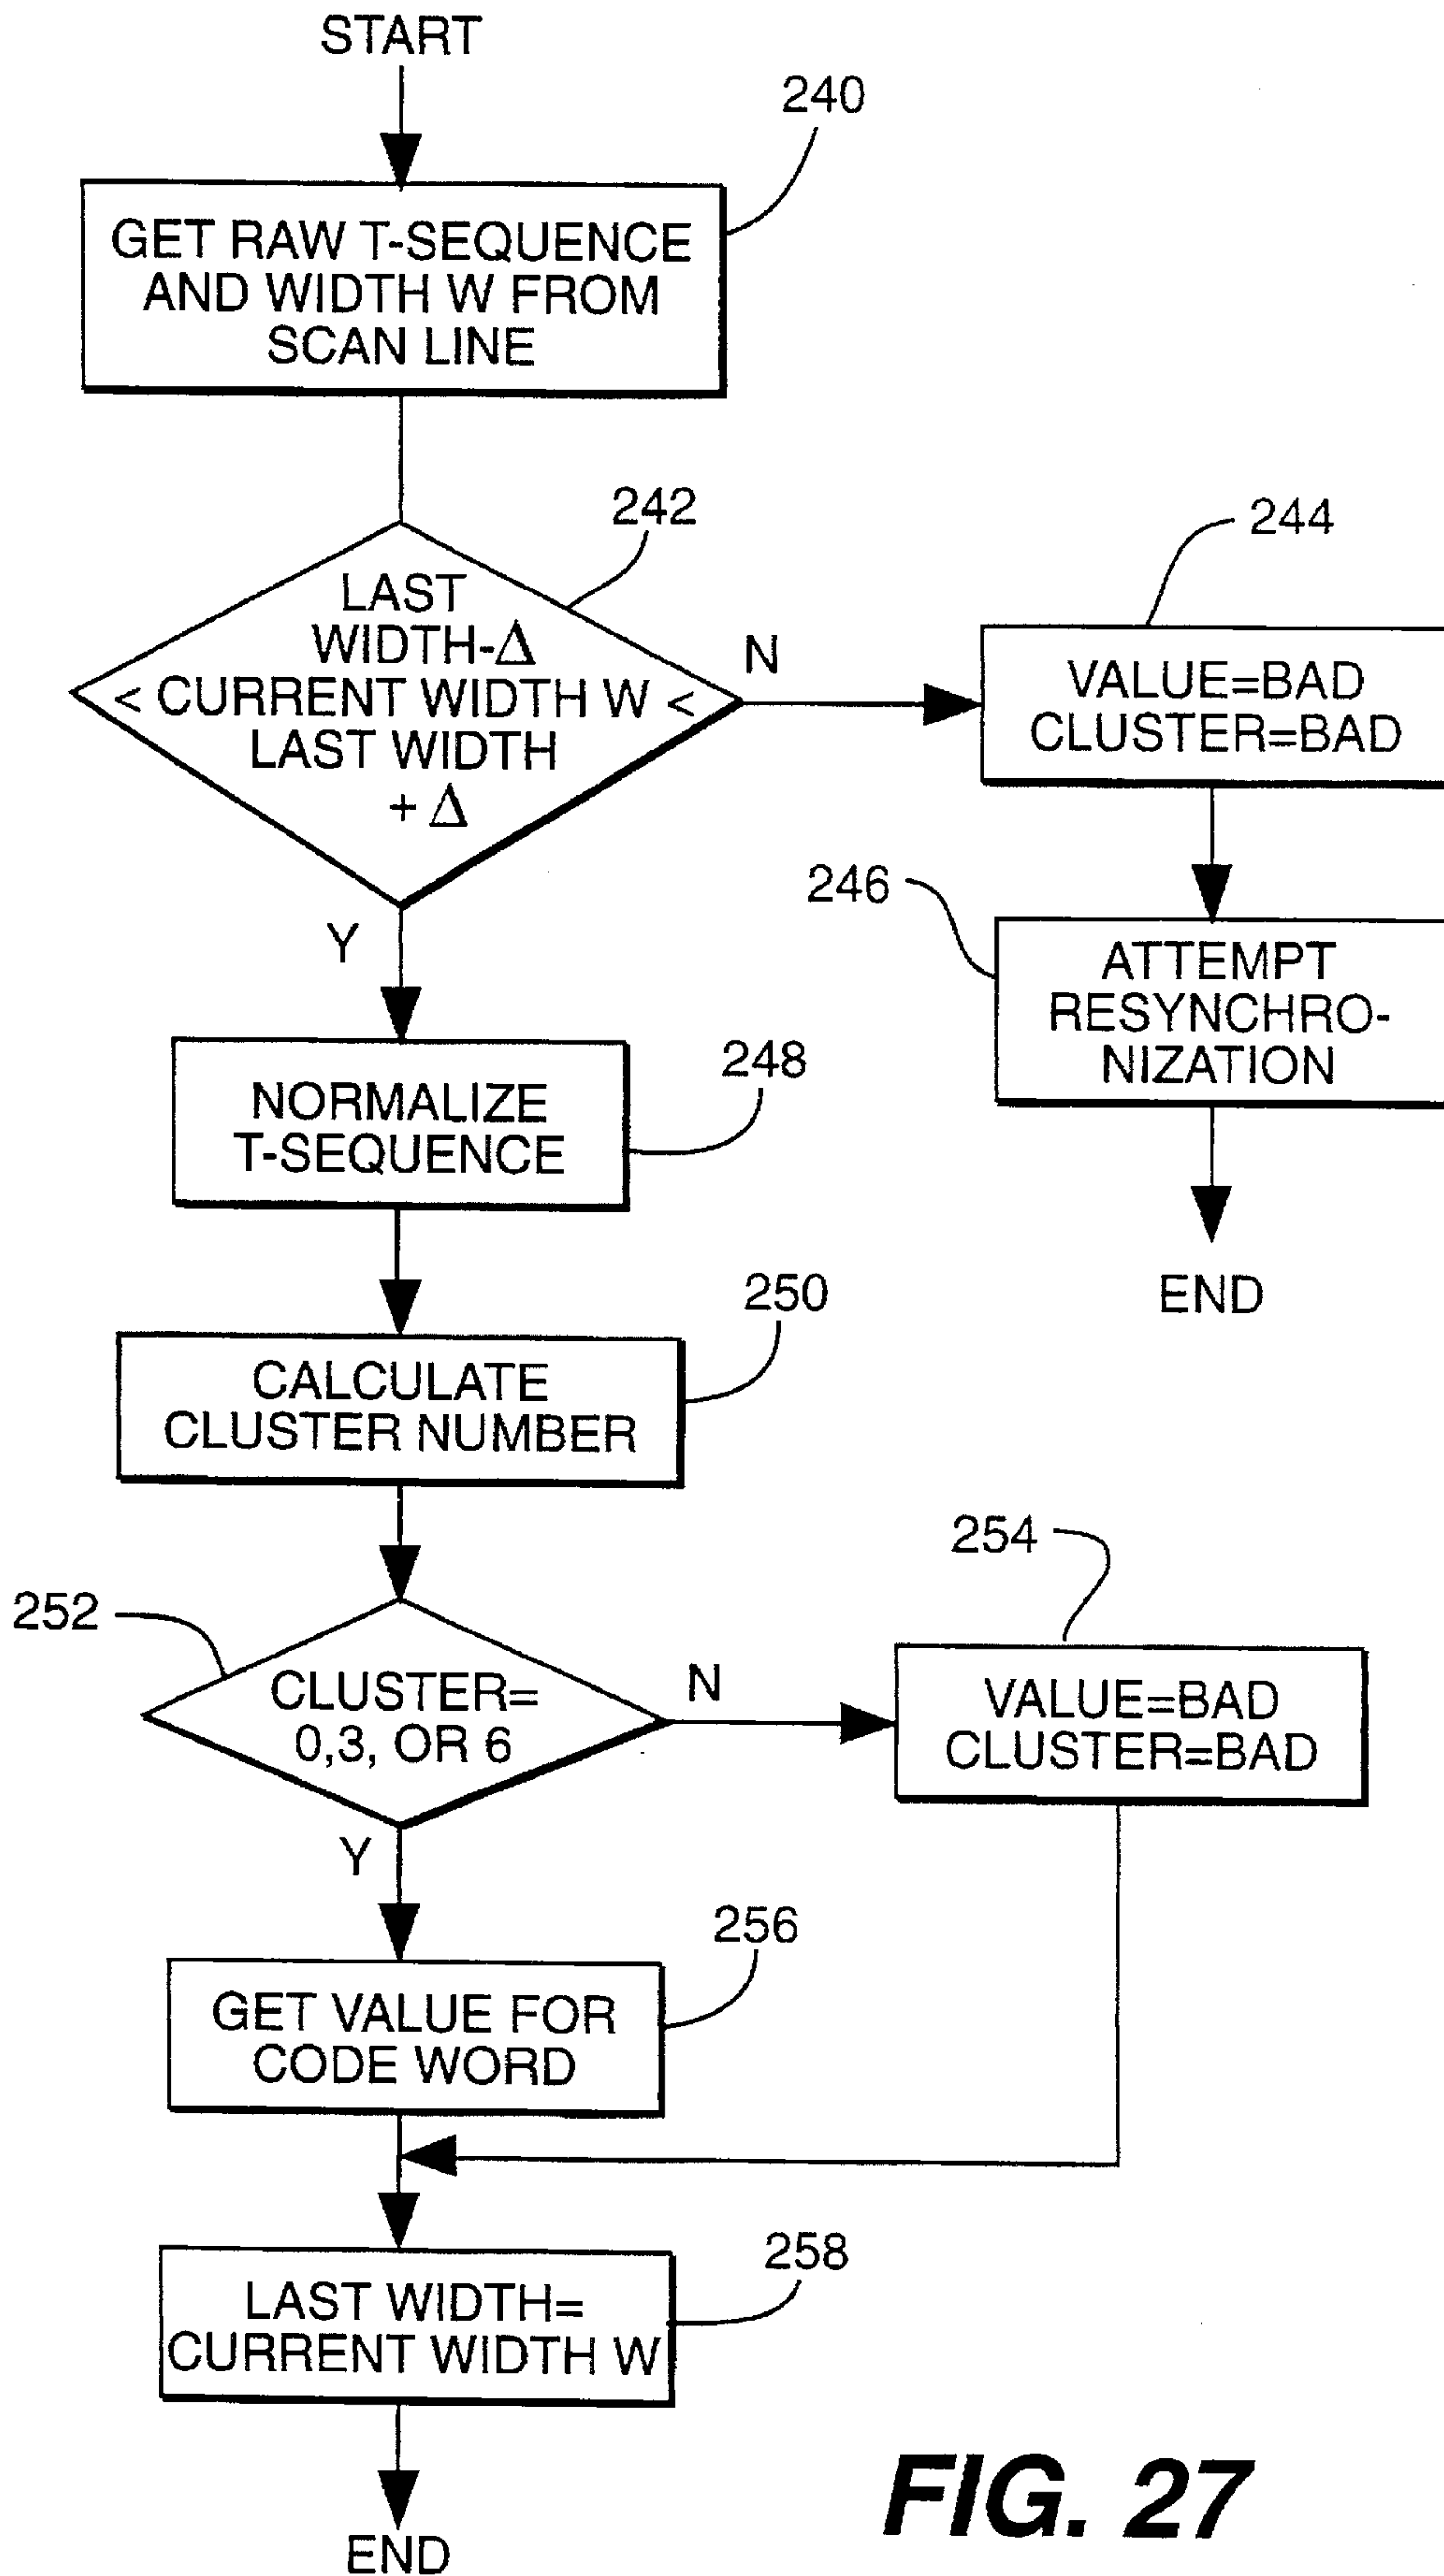 START
240
GET RAW T-SEQUENCE
AND WIDTH W FROM
SCAN LINE
242
LAST
WIDTH-Δ
< CURRENT WIDTH W <
LAST WIDTH
+ Δ
N
Y
244
VALUE=BAD
CLUSTER=BAD
246
ATTEMPT
RESYNCHRO-
NIZATION
END
248
NORMALIZE
T-SEQUENCE
250
CALCULATE
CLUSTER NUMBER
252
CLUSTER=
0,3, OR 6
N
Y
254
VALUE=BAD
CLUSTER=BAD
256
GET VALUE FOR
CODE WORD
258
LAST WIDTH=
CURRENT WIDTH W
END
FIG. 27